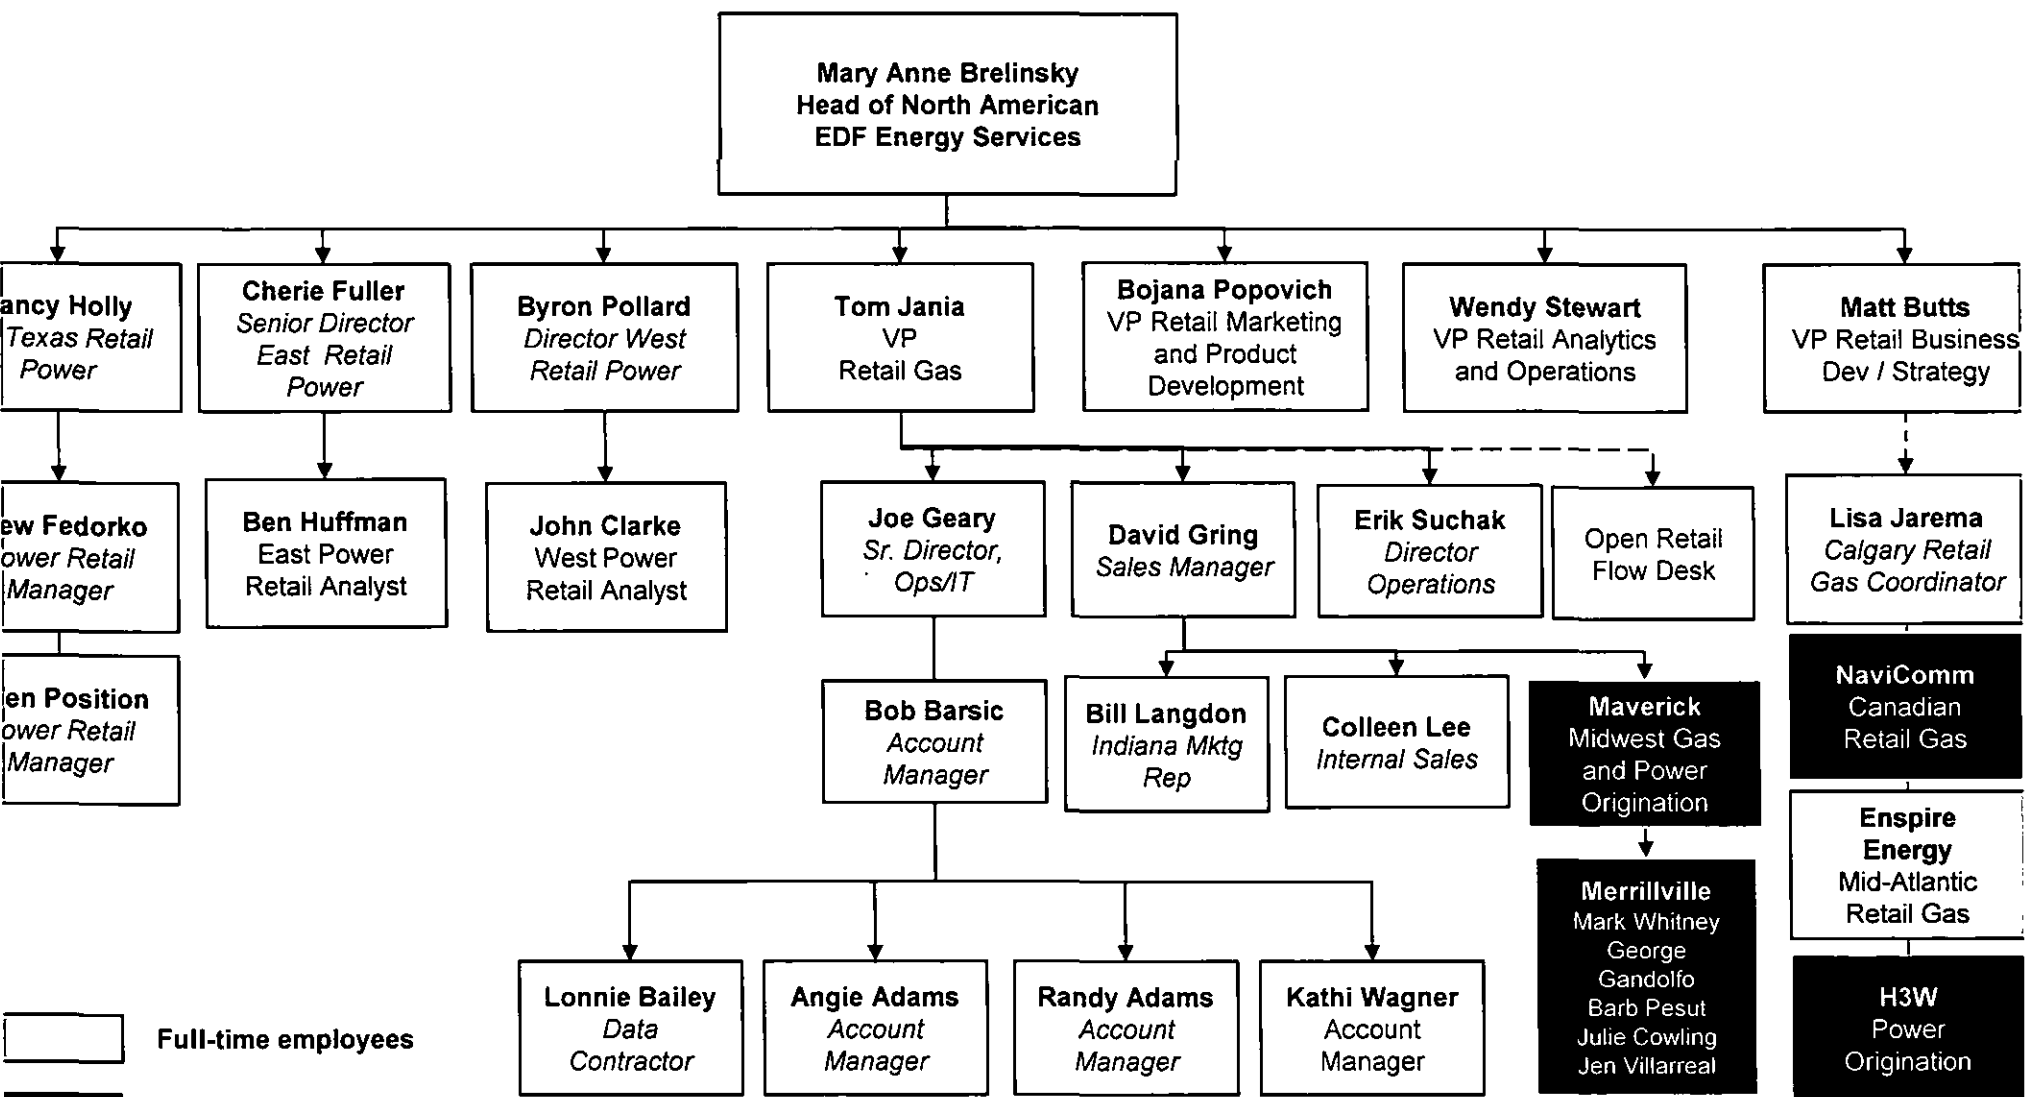 Mary Anne Brelinsky
Head of North American
EDF Energy Services
ancy Holly
Texas Retail
Power
Cherie Fuller
Senior Director
East Retail
Power
Byron Pollard
Director West
Retail Power
Tom Jania
VP
Retail Gas
Bojana Popovich
VP Retail Marketing
and Product
Development
Wendy Stewart
VP Retail Analytics
and Operations
Matt Butts
VP Retail Business
Dev / Strategy
ew Fedorko
ower Retail
Manager
Ben Huffman
East Power
Retail Analyst
John Clarke
West Power
Retail Analyst
Joe Geary
Sr. Director,
Ops/IT
David Gring
Sales Manager
Erik Suchak
Director
Operations
Open Retail
Flow Desk
Lisa Jarema
Calgary Retail
Gas Coordinator
en Position
ower Retail
Manager
Bob Barsic
Account
Manager
Bill Langdon
Indiana Mktg
Rep
Colleen Lee
Internal Sales
Maverick
Midwest Gas
and Power
Origination
NaviComm
Canadian
Retail Gas
Enspire
Energy
Mid-Atlantic
Retail Gas
Lonnie Bailey
Data
Contractor
Angie Adams
Account
Manager
Randy Adams
Account
Manager
Kathi Wagner
Account
Manager
Merrillville
Mark Whitney
George
Gandolfo
Barb Pesut
Julie Cowling
Jen Villarreal
H3W
Power
Origination
Full-time employees